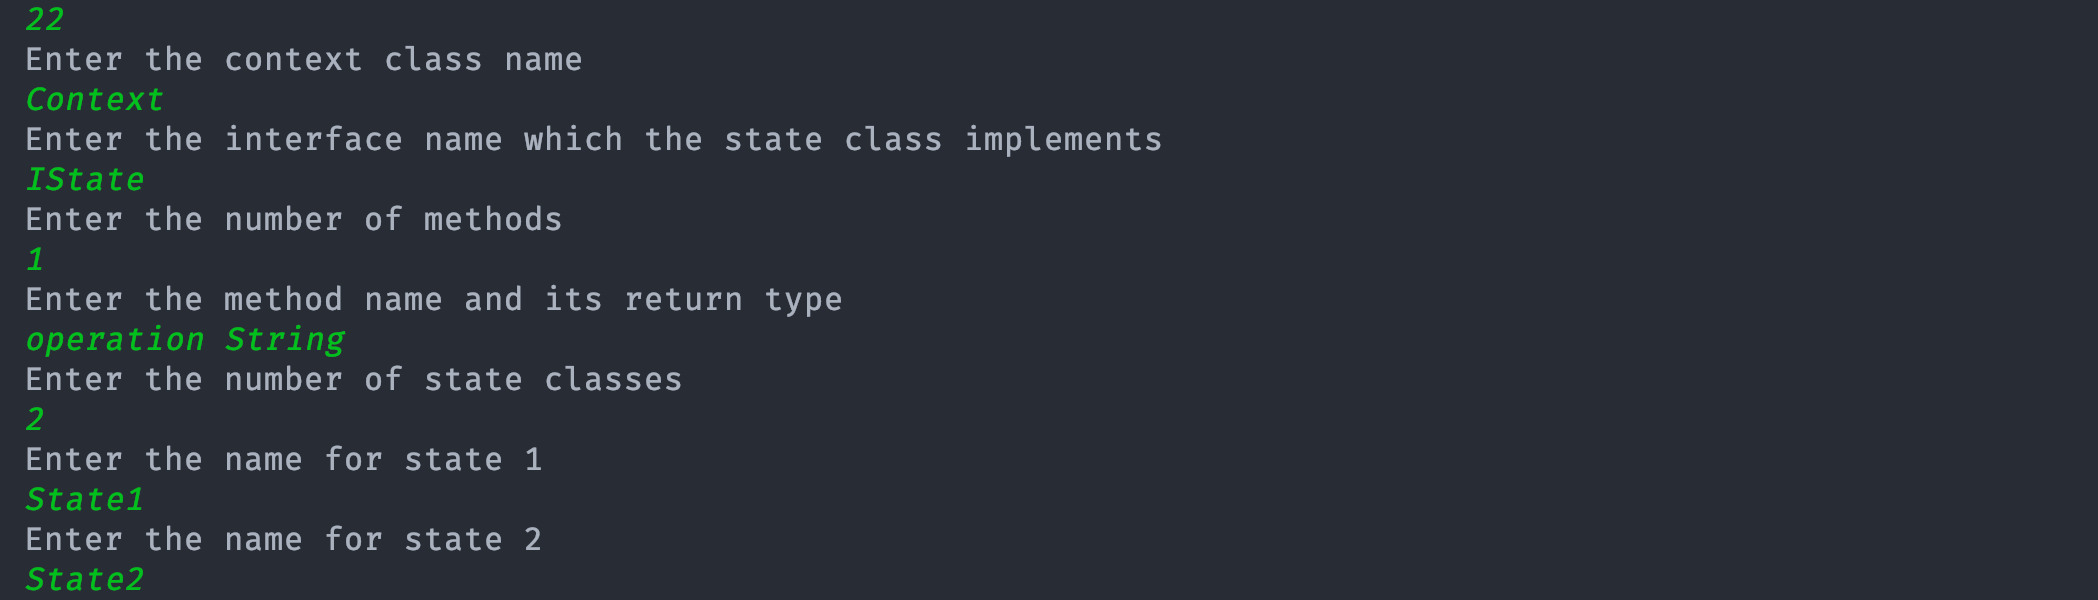 22
Enter the context class name
Context
Enter the interface name which the state class implements
IState
Enter the number of methods
1
Enter the method name and its return type
operation String
Enter the number of state classes
2
Enter the name for state 1
State1
Enter the name for state 2
State2